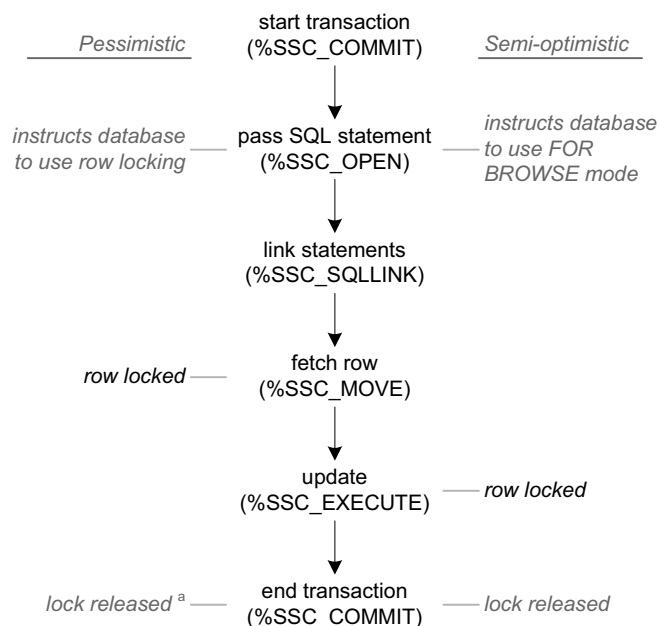 start transaction
Pessimistic (%SSC_COMMIT) Semi-optimistic
instructs database
to use row locking
pass SQL statement
(%SSC_OPEN)
instructs database
to use FOR
BROWSE mode
link statements
(%SSC_SQLLINK)
row locked
fetch row
(%SSC_MOVE)
update
(%SSC_EXECUTE)
row locked
lock released a
end transaction
(%SSC_COMMIT)
lock released